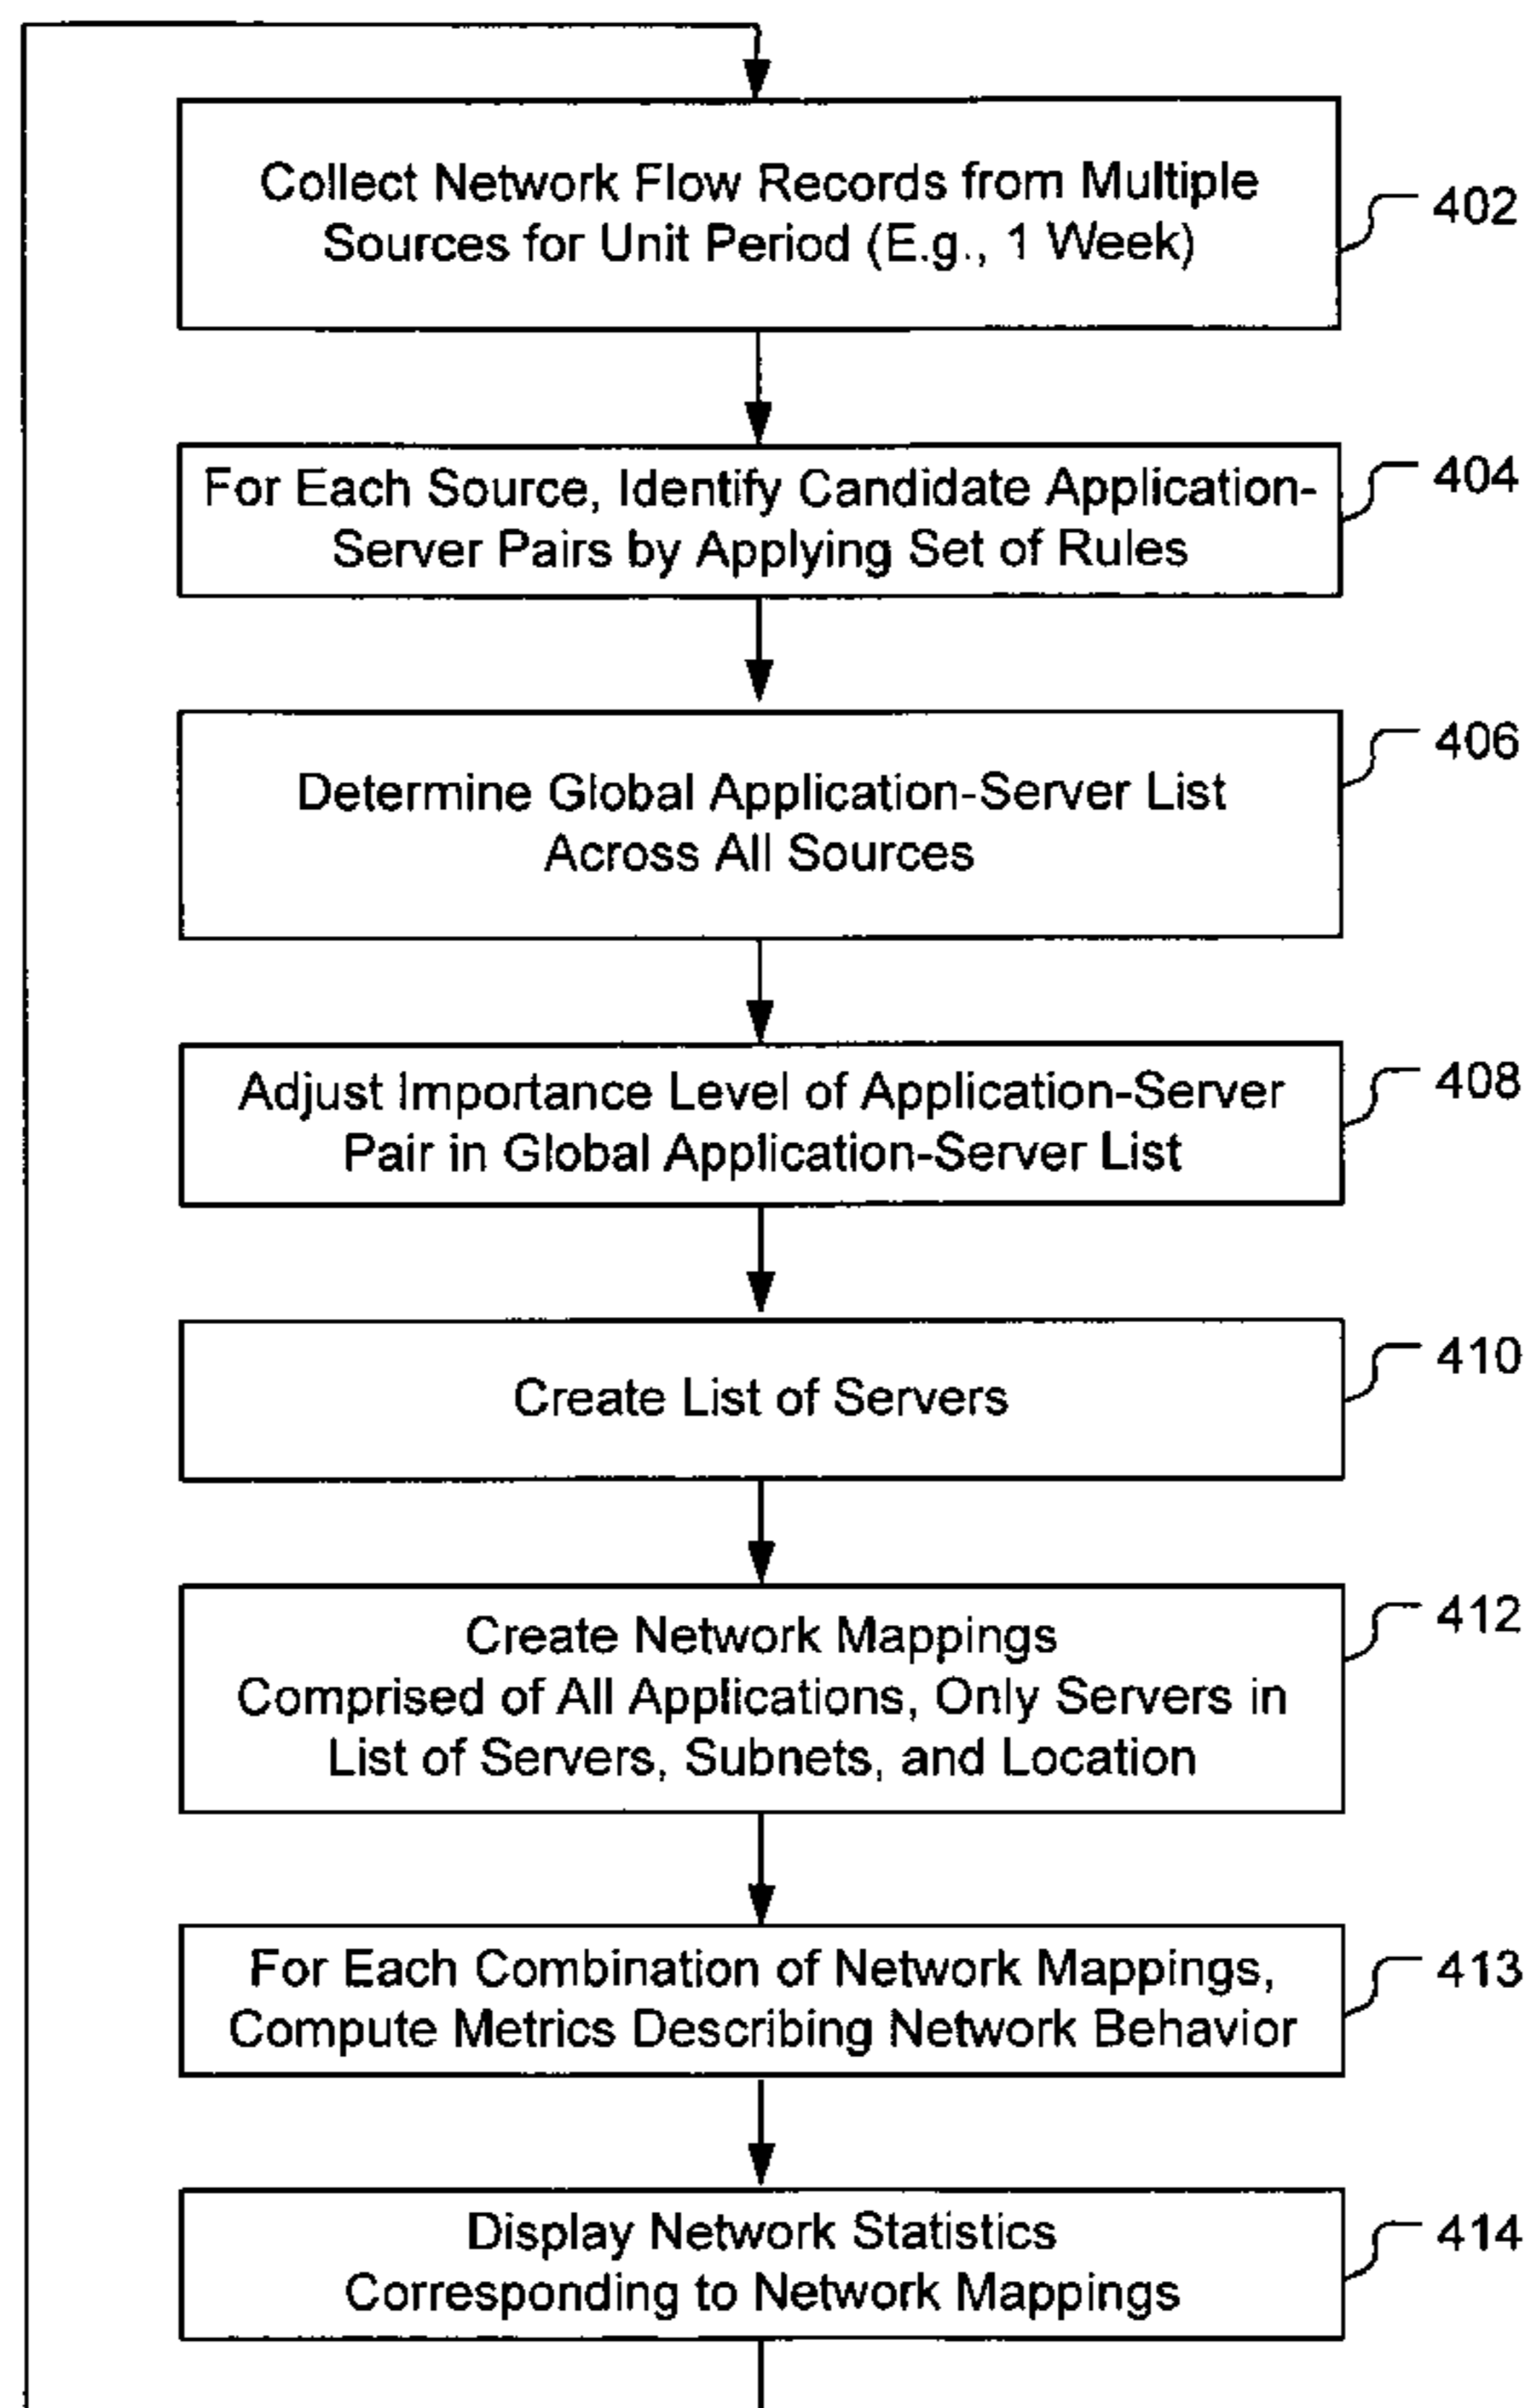 Collect Network Flow Records from Multiple
Sources for Unit Period (E.g., 1 Week)
402
For Each Source, Identify Candidate Application-
Server Pairs by Applying Set of Rules
404
Determine Global Application-Server List
Across All Sources
406
Adjust Importance Level of Application-Server
Pair in Global Application-Server List
408
Create List of Servers
410
Create Network Mappings
Comprised of All Applications, Only Servers in
List of Servers, Subnets, and Location
412
For Each Combination of Network Mappings,
Compute Metrics Describing Network Behavior
413
Display Network Statistics
Corresponding to Network Mappings
414